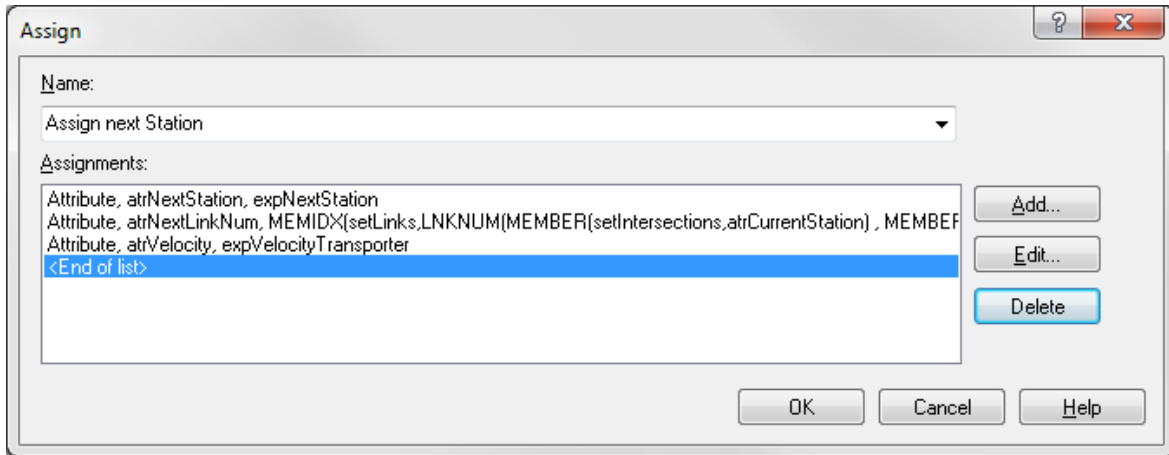 Assign
?
X
Name:
Assign next Station
Assignments:
Attribute, atrNextStation, expNextStation
Attribute, atrNextLinkNum, MEMIDX(setLinks,LNKNUM(MEMBER(setIntersections,atrCurrentStation) , MEMBER
Attribute, atrVelocity, expVelocityTransporter
<End of list>
Add...
Edit...
Delete
OK
Cancel
Help